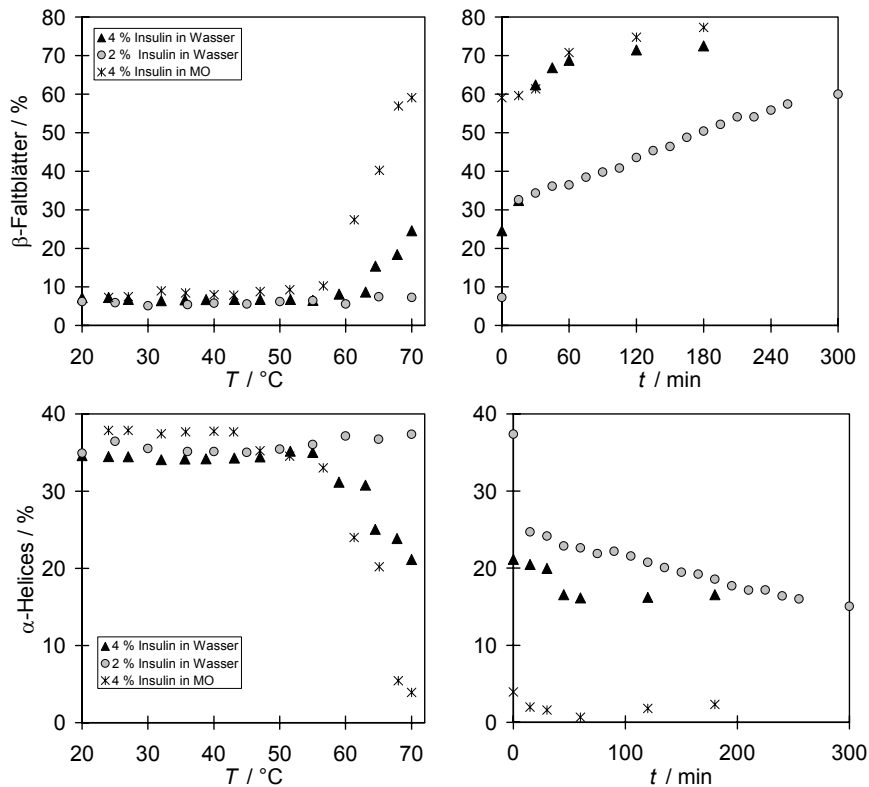 80
70
60
50
40
30
20
10
0
β-Faltblätter / %
4 % Insulin in Wasser
2 % Insulin in Wasser
4 % Insulin in MO
20 30 40 50 60 70
T / °C
80
70
60
50
40
30
20
10
0
0 60 120 180 240 300
t / min
40
30
20
10
0
α-Helices / %
4 % Insulin in Wasser
2 % Insulin in Wasser
4 % Insulin in MO
20 30 40 50 60 70
T / °C
40
30
20
10
0
0 100 200 300
t / min